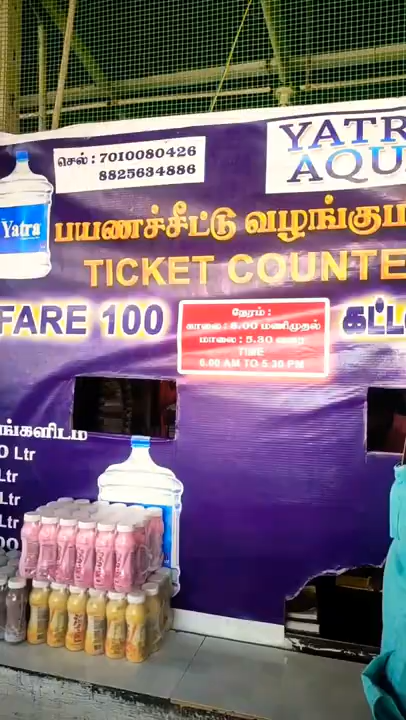 செல் : 7010080426
8825634886
YATR
AQU
Yatra
பயணச்சீட்டு வழங்கும
TICKET COUNTE
FARE 100
நேரம் :
காலை : 6.00 மணிமுதல்
மாலை : 5.30 வரை
TIME
6.00 AM TO 5.30 PM
கட்ட
ங்களிடம்
Ltr
Ltr
Ltr
Ltr